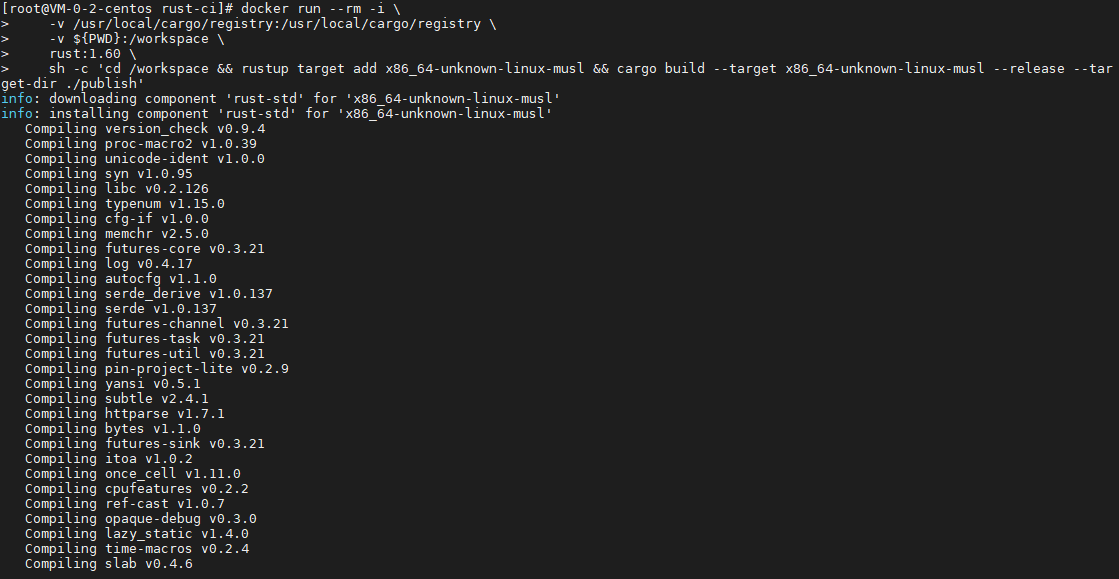 [root@VM-0-2-centos rust-ci]# docker run --rm -i \
>     -v /usr/local/cargo/registry:/usr/local/cargo/registry \
>     -v ${PWD}:/workspace \
>     rust:1.60 \
>     sh -c 'cd /workspace && rustup target add x86_64-unknown-linux-musl && cargo build --target x86_64-unknown-linux-musl --release --tar
get-dir ./publish'
info: downloading component 'rust-std' for 'x86_64-unknown-linux-musl'
info: installing component 'rust-std' for 'x86_64-unknown-linux-musl'
   Compiling version_check v0.9.4
   Compiling proc-macro2 v1.0.39
   Compiling unicode-ident v1.0.0
   Compiling syn v1.0.95
   Compiling libc v0.2.126
   Compiling typenum v1.15.0
   Compiling cfg-if v1.0.0
   Compiling memchr v2.5.0
   Compiling futures-core v0.3.21
   Compiling log v0.4.17
   Compiling autocfg v1.1.0
   Compiling serde_derive v1.0.137
   Compiling serde v1.0.137
   Compiling futures-channel v0.3.21
   Compiling futures-task v0.3.21
   Compiling futures-util v0.3.21
   Compiling pin-project-lite v0.2.9
   Compiling yansi v0.5.1
   Compiling subtle v2.4.1
   Compiling httparse v1.7.1
   Compiling bytes v1.1.0
   Compiling futures-sink v0.3.21
   Compiling itoa v1.0.2
   Compiling once_cell v1.11.0
   Compiling cpufeatures v0.2.2
   Compiling ref-cast v1.0.7
   Compiling opaque-debug v0.3.0
   Compiling lazy_static v1.4.0
   Compiling time-macros v0.2.4
   Compiling slab v0.4.6